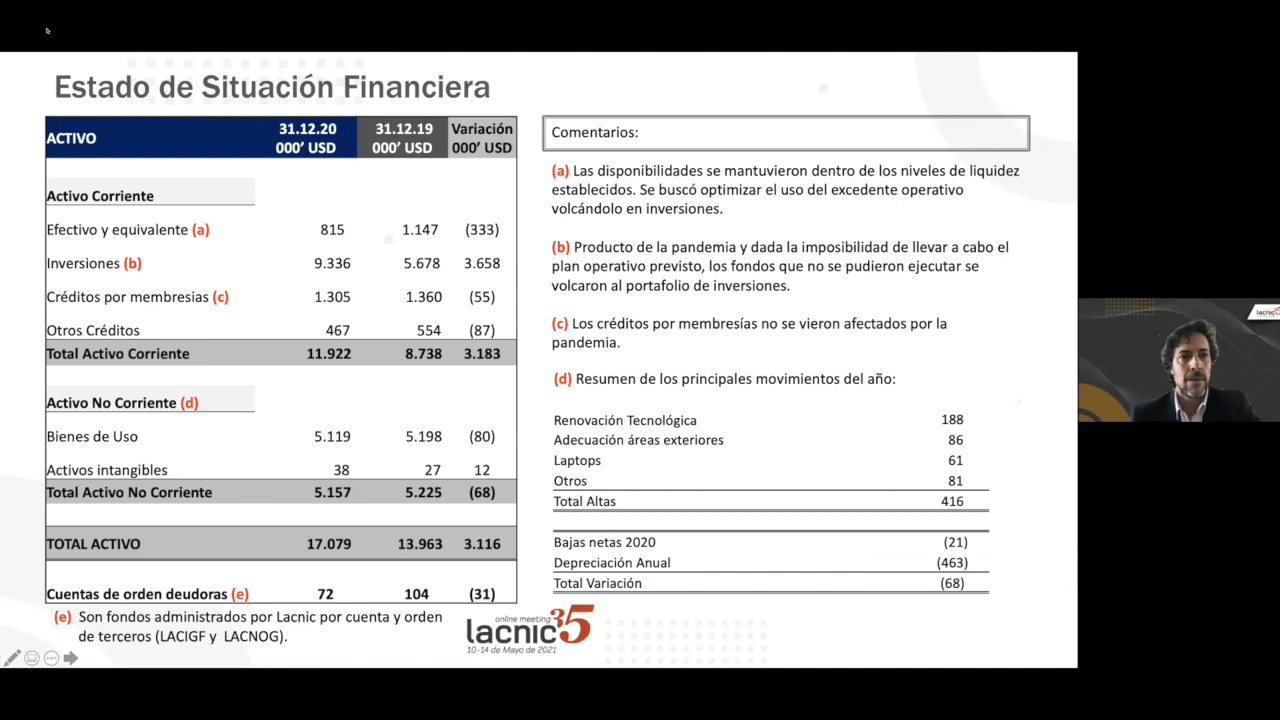 Estado de Situación Financiera
ACTIVO 31.12.20 000’ USD 31.12.19 000’ USD Variación 000’ USD
Activo Corriente
Efectivo y equivalente (a) 815 1.147 (333)
Inversiones (b) 9.336 5.678 3.658
Créditos por membresias (c) 1.305 1.360 (55)
Otros Créditos 467 554 (87)
Total Activo Corriente 11.922 8.738 3.183
Activo No Corriente (d)
Bienes de Uso 5.119 5.198 (80)
Activos intangibles 38 27 12
Total Activo No Corriente 5.157 5.225 (68)
TOTAL ACTIVO 17.079 13.963 3.116
Cuentas de orden deudoras (e) 72 104 (31)
(e) Son fondos administrados por Lacnic por cuenta y orden
de terceros (LACIGF y LACNOG).
Comentarios:
(a) Las disponibilidades se mantuvieron dentro de los niveles de liquidez
establecidos. Se buscó optimizar el uso del excedente operativo
volcándolo en inversiones.
(b) Producto de la pandemia y dada la imposibilidad de llevar a cabo el
plan operativo previsto, los fondos que no se pudieron ejecutar se
volcaron al portafolio de inversiones.
(c) Los créditos por membresías no se vieron afectados por la
pandemia.
(d) Resumen de los principales movimientos del año:
Renovación Tecnológica 188
Adecuación áreas exteriores 86
Laptops 61
Otros 81
Total Altas 416
Bajas netas 2020 (21)
Depreciación Anual (463)
Total Variación (68)
online meeting
lacnic35
10-14 de Mayo de 2021
lacnic35